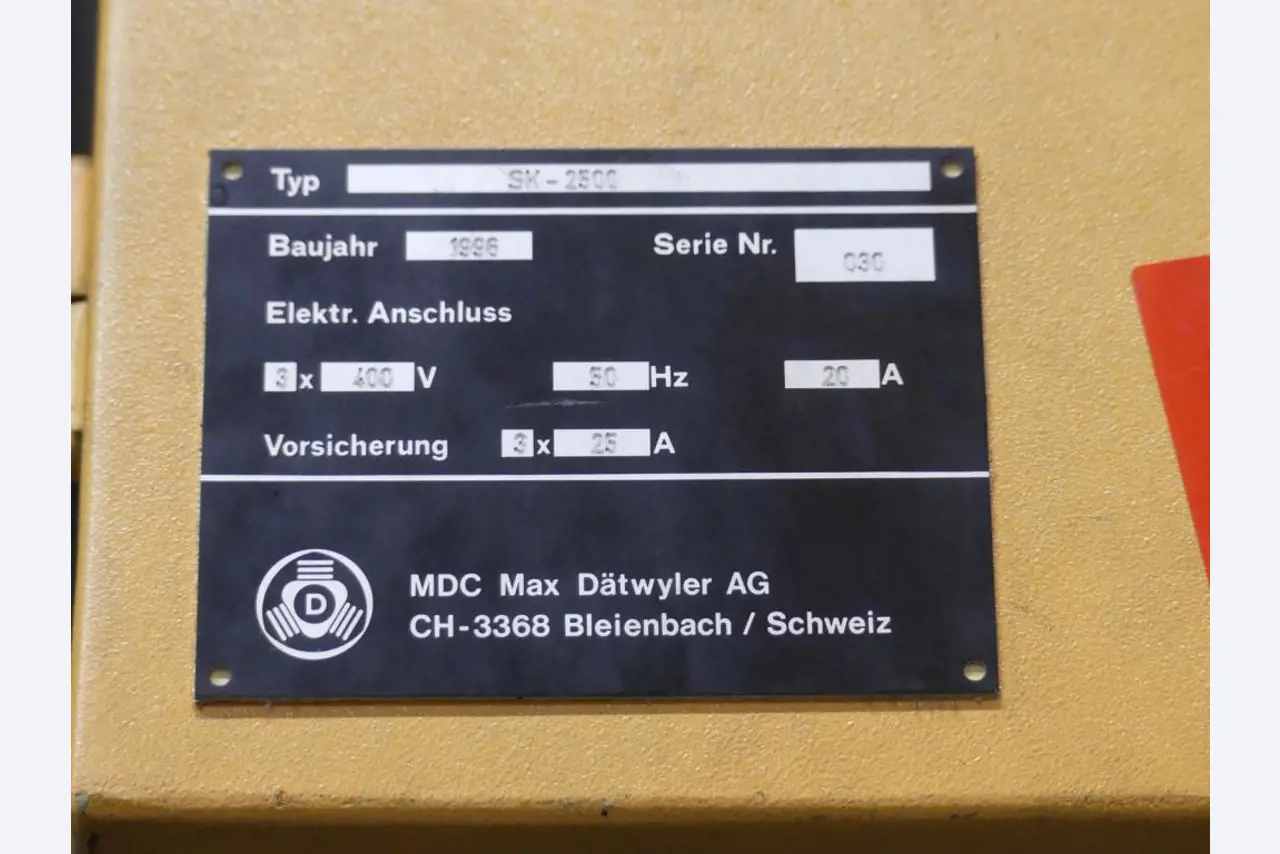 Typ SK-2500
Baujahr 1996 Serie Nr. 030
Elektr. Anschluss
3 x 400 V 50 Hz 20 A
Vorsicherung 3 x 25 A
D
MDC Max Dätwyler AG
CH-3368 Bleienbach / Schweiz